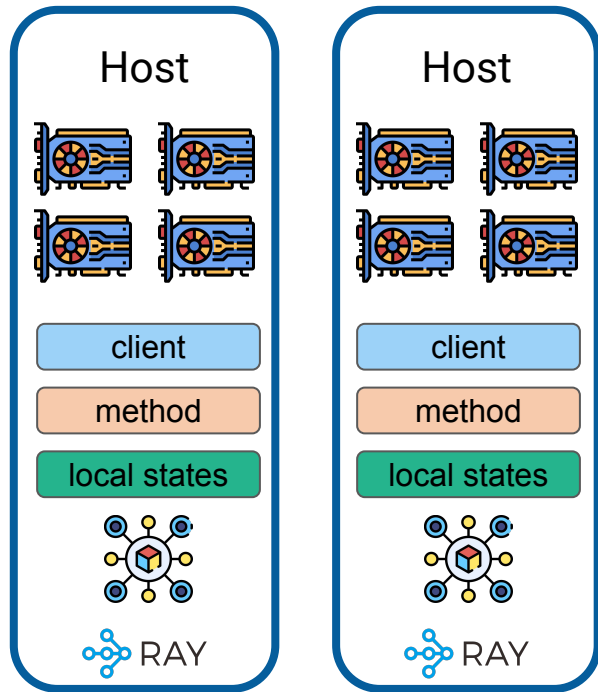 Host
client
method
local states
RAY
Host
client
method
local states
RAY